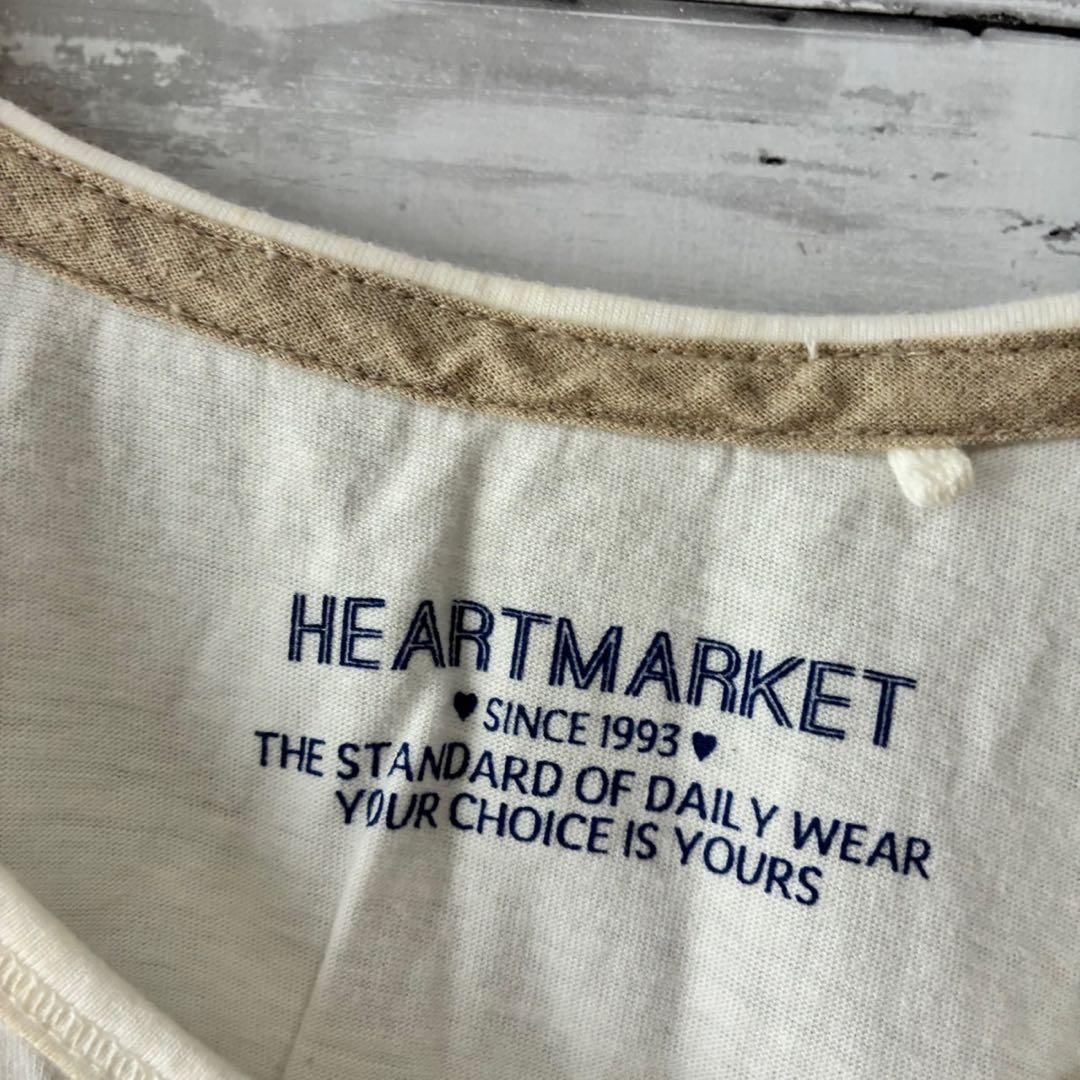 HEARTMARKET
♥ SINCE 1993 ♥
THE STANDARD OF DAILY WEAR
YOUR CHOICE IS YOURS